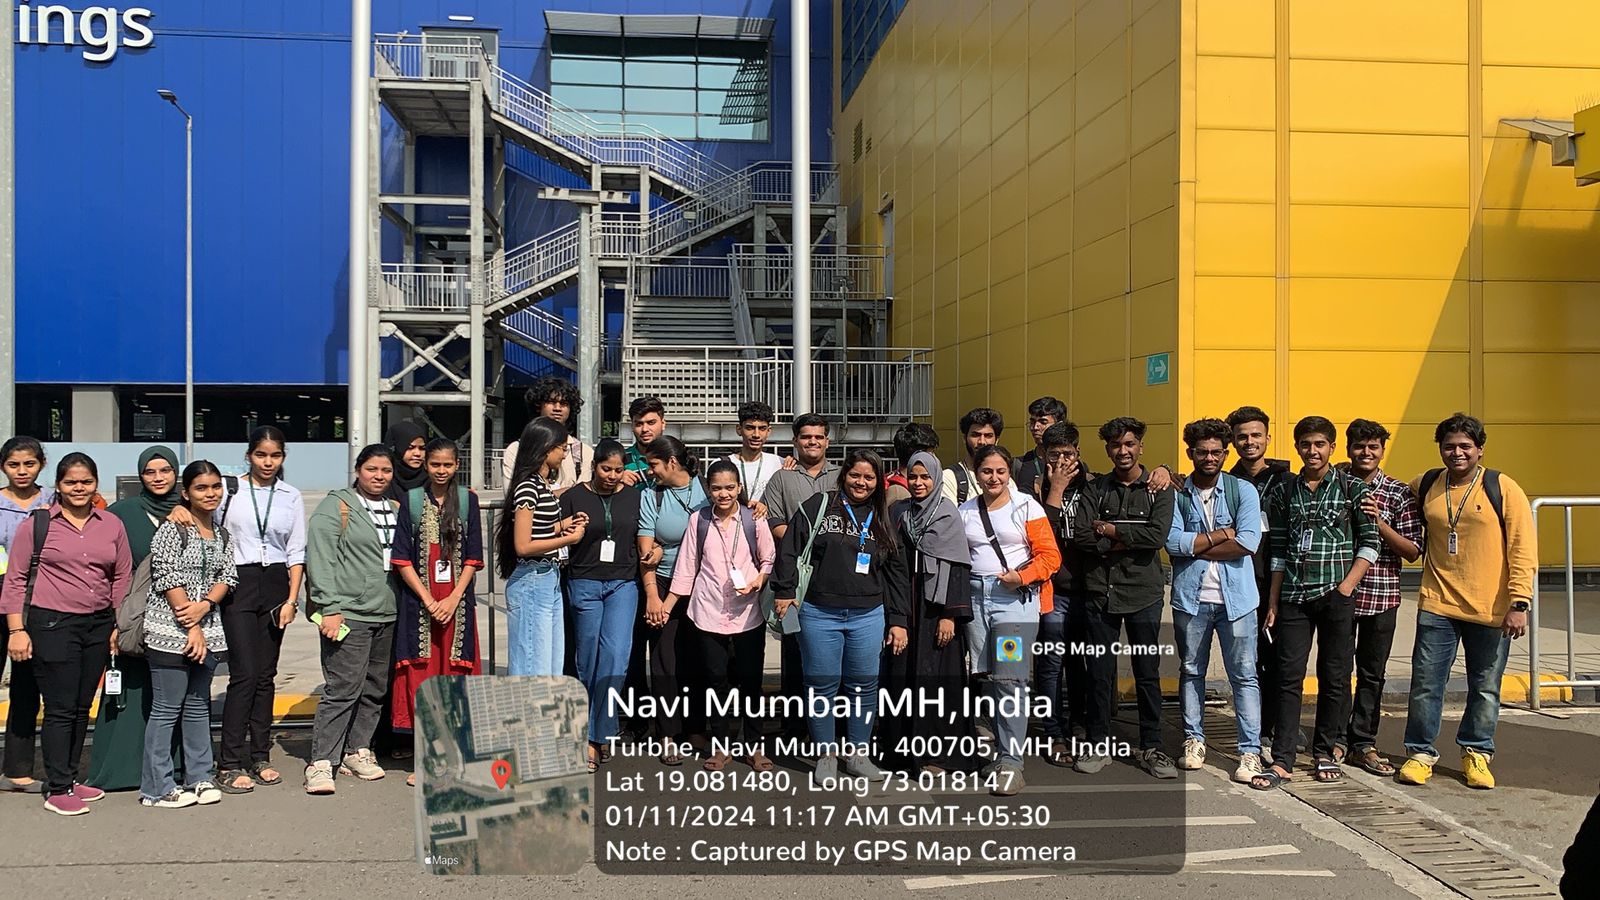 ings
GPS Map Camera
Navi Mumbai,MH,India
Turbhe, Navi Mumbai, 400705, MH, India
Lat 19.081480, Long 73.018147
01/11/2024 11:17 AM GMT+05:30
Note : Captured by GPS Map Camera
Maps